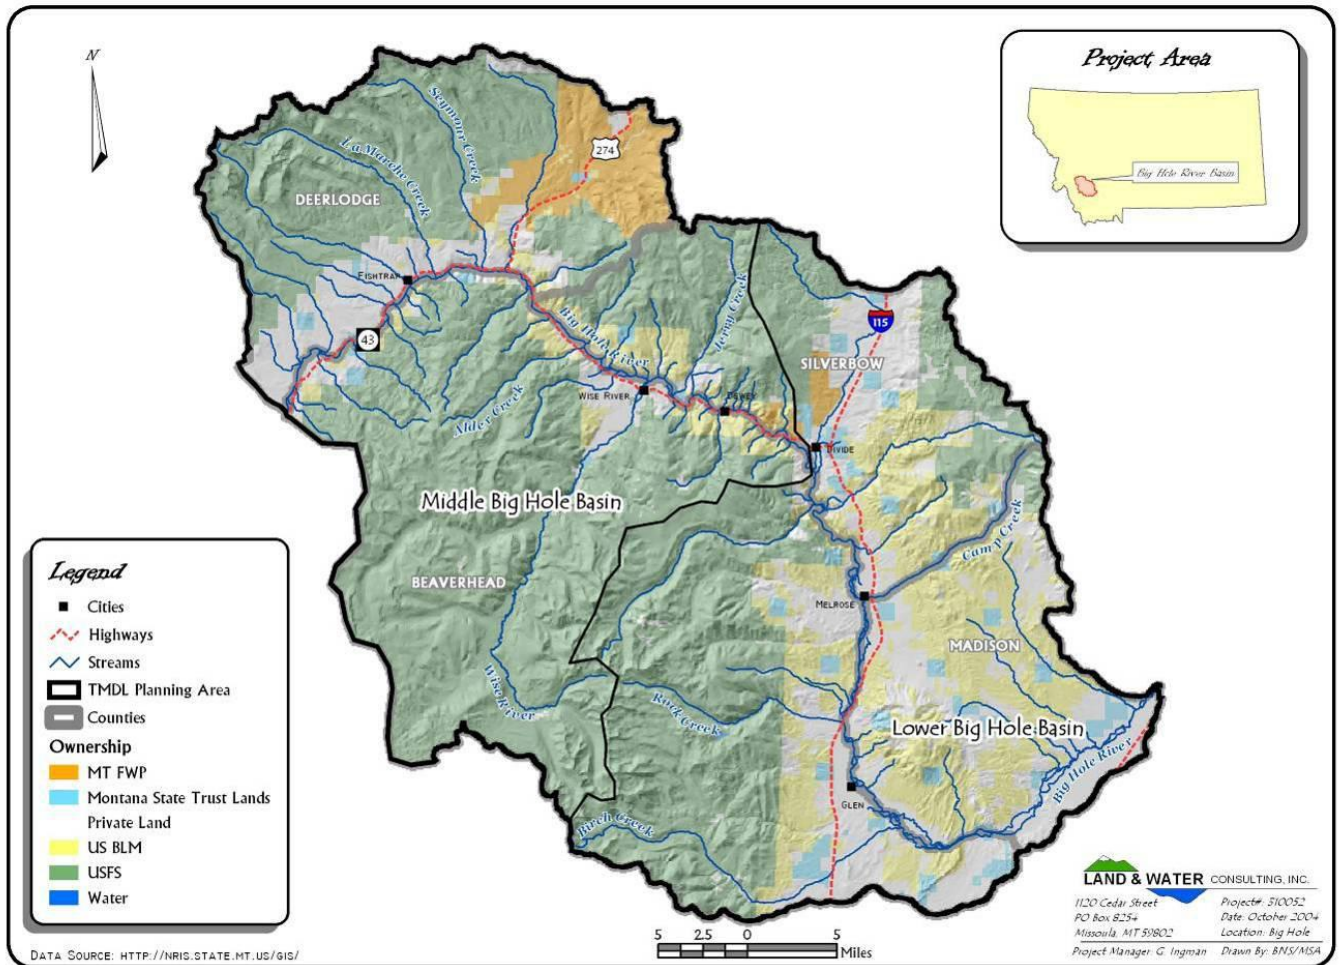 N
Project Area
Big Hole River Basin
Seymour Creek
La Marche Creek
274
DEERLODGE
FISHTRAP
43
Big Hole River
Jerry Creek
115
SILVERBOW
WISE RIVER
DEWEY
Alder Creek
DIVIDE
Middle Big Hole Basin
Camp Creek
BEAVERHEAD
MELROSE
MADISON
Wise River
Rock Creek
Lower Big Hole Basin
Big Hole River
GLEN
Birch Creek
Legend
Cities
Highways
Streams
TMDL Planning Area
Counties
Ownership
MT FWP
Montana State Trust Lands
Private Land
US BLM
USFS
Water
DATA SOURCE: HTTP://NRIS.STATE.MT.US/GIS/
5 2.5 0 5
Miles
LAND & WATER CONSULTING, INC.
1120 Cedar Street Project#: 310052
PO Box 8254 Date: October 2004
Missoula, MT 59802 Location: Big Hole
Project Manager: G. Ingman Drawn By: BNS/MSA